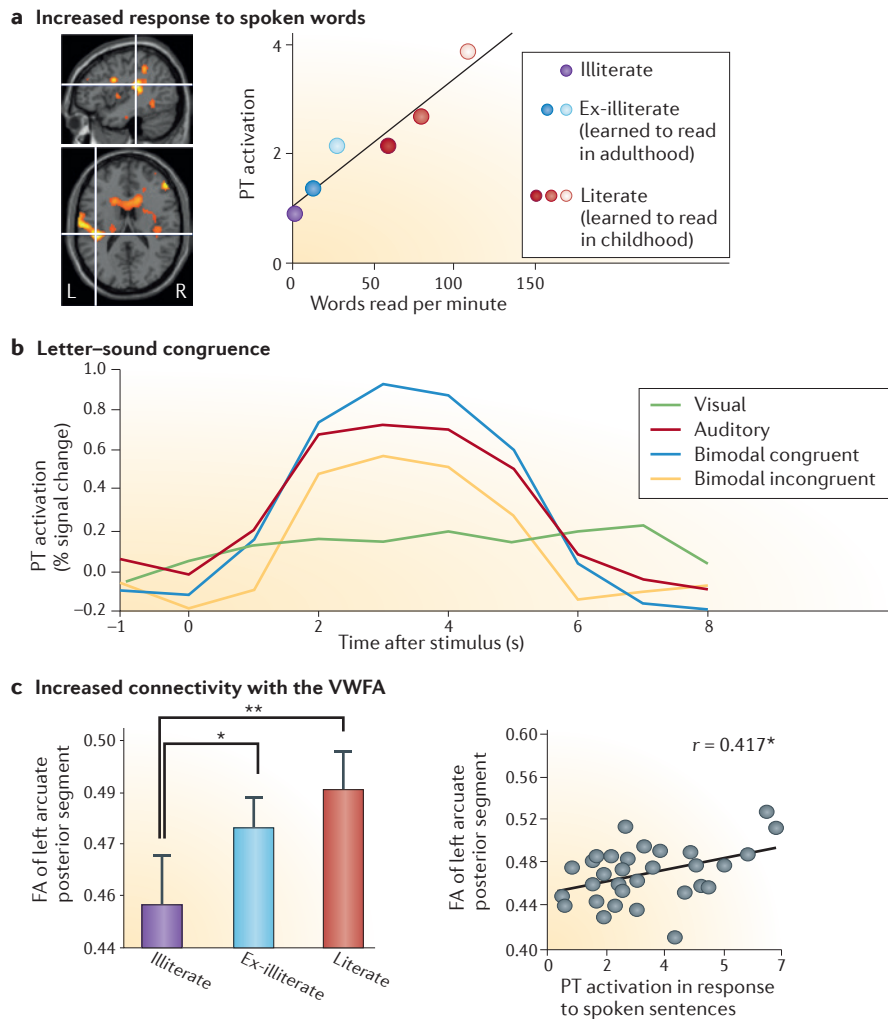 a Increased response to spoken words
L
R
PT activation
4
2
0
0
50
100
150
Words read per minute
Illiterate
Ex-illiterate
(learned to read
in adulthood)
Literate
(learned to read
in childhood)
b Letter–sound congruence
PT activation
(% signal change)
1.0
0.8
0.6
0.4
0.2
0.0
–0.2
–1
0
2
4
6
8
Time after stimulus (s)
Visual
Auditory
Bimodal congruent
Bimodal incongruent
c Increased connectivity with the VWFA
FA of left arcuate
posterior segment
0.50
0.49
0.47
0.46
0.44
**
*
Illiterate
Ex-illiterate
Literate
FA of left arcuate
posterior segment
0.60
0.56
0.52
0.48
0.44
0.40
r = 0.417*
0
2
4
5
7
PT activation in response
to spoken sentences